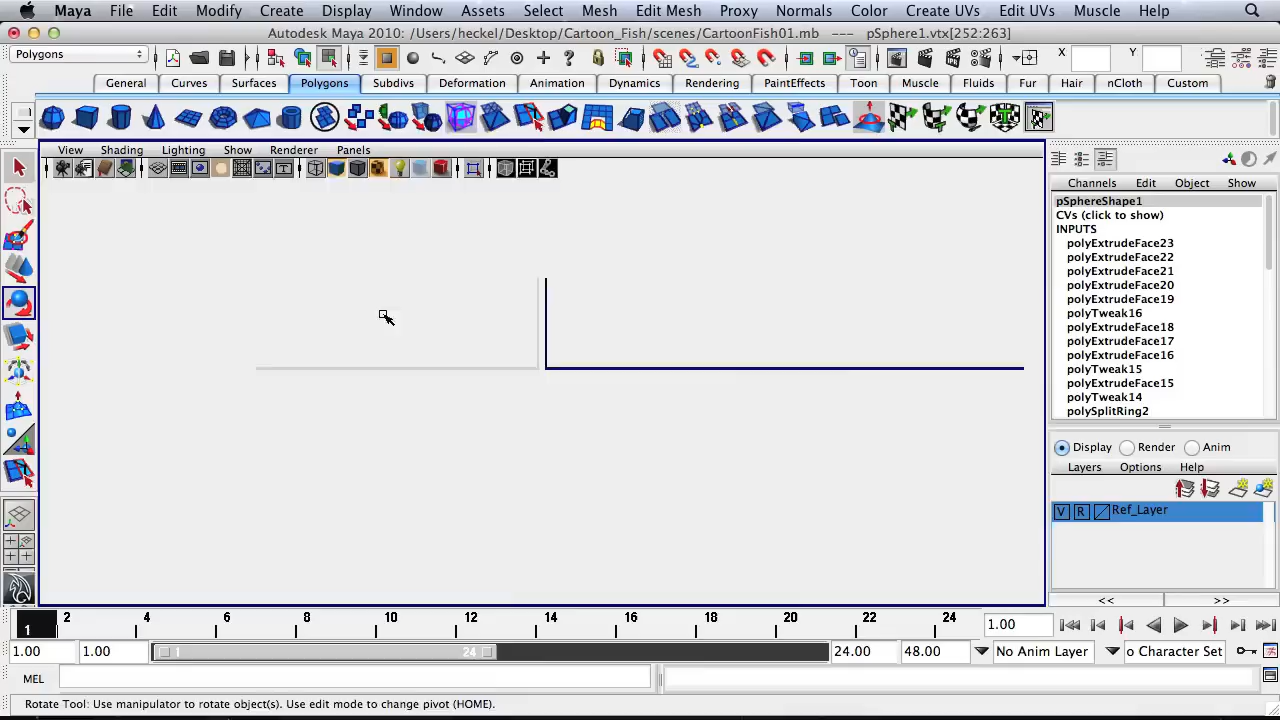 Maya File Edit Modify Create Display Window Assets Select Mesh Edit Mesh Proxy Normals Color Create UVs Edit UVs Muscle Help
Autodesk Maya 2010: /Users/heckel/Desktop/Cartoon_Fish/scenes/CartoonFish01.mb --- pSphere1.vtx[252:263]
Polygons X Y
General Curves Surfaces Polygons Subdivs Deformation Animation Dynamics Rendering PaintEffects Toon Muscle Fluids Fur Hair nCloth Custom
View Shading Lighting Show Renderer Panels
Channels Edit Object Show
pSphereShape1
CVs (click to show)
INPUTS
polyExtrudeFace23
polyExtrudeFace22
polyExtrudeFace21
polyExtrudeFace20
polyExtrudeFace19
polyTweak16
polyExtrudeFace18
polyExtrudeFace17
polyExtrudeFace16
polyTweak15
polyExtrudeFace15
polyTweak14
polySplitRing2
Display Render Anim
Layers Options Help
V R Ref_Layer
<< >>
1 2 4 6 8 10 12 14 16 18 20 22 24 1.00
1.00 1.00 1 24 24.00 48.00 No Anim Layer o Character Set
MEL
Rotate Tool: Use manipulator to rotate object(s). Use edit mode to change pivot (HOME).